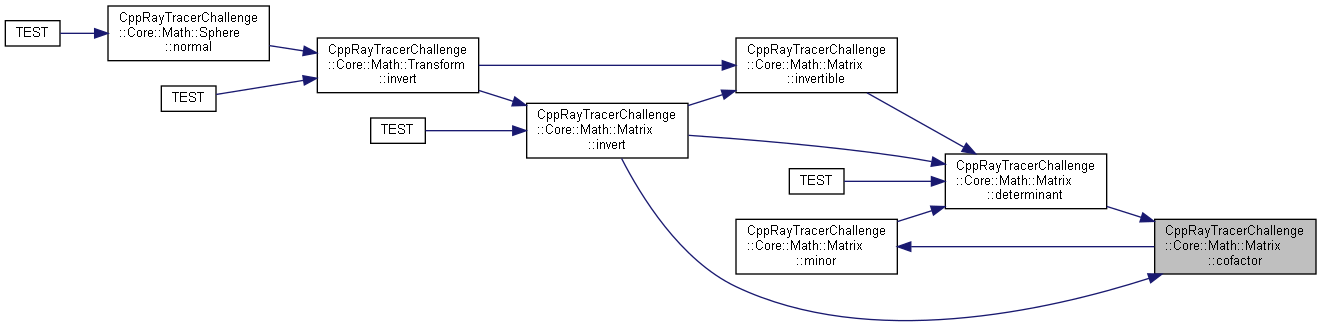 TEST
CppRayTracerChallenge
::Core::Math::Sphere
::normal
TEST
CppRayTracerChallenge
::Core::Math::Transform
::invert
TEST
CppRayTracerChallenge
::Core::Math::Matrix
::invert
CppRayTracerChallenge
::Core::Math::Matrix
::invertible
TEST
CppRayTracerChallenge
::Core::Math::Matrix
::minor
CppRayTracerChallenge
::Core::Math::Matrix
::determinant
CppRayTracerChallenge
::Core::Math::Matrix
::cofactor